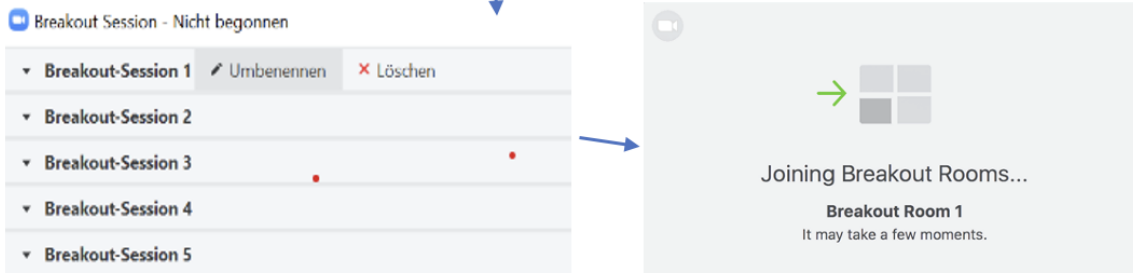 Breakout Session - Nicht begonnen
Breakout-Session 1 Umbenennen Löschen
Breakout-Session 2
Breakout-Session 3
Breakout-Session 4
Breakout-Session 5
Joining Breakout Rooms...
Breakout Room 1
It may take a few moments.